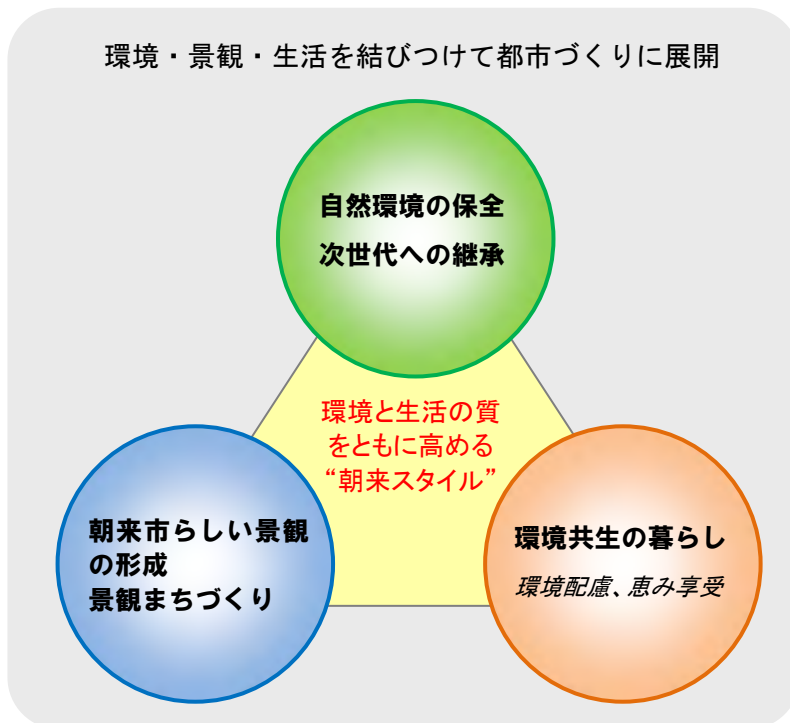 環境・景観・生活を結びつけて都市づくりに展開
自然環境の保全
次世代への継承
環境と生活の質
をともに高める
“朝来スタイル”
朝来市らしい景観
の形成
景観まちづくり
環境共生の暮らし
環境配慮、恵み享受